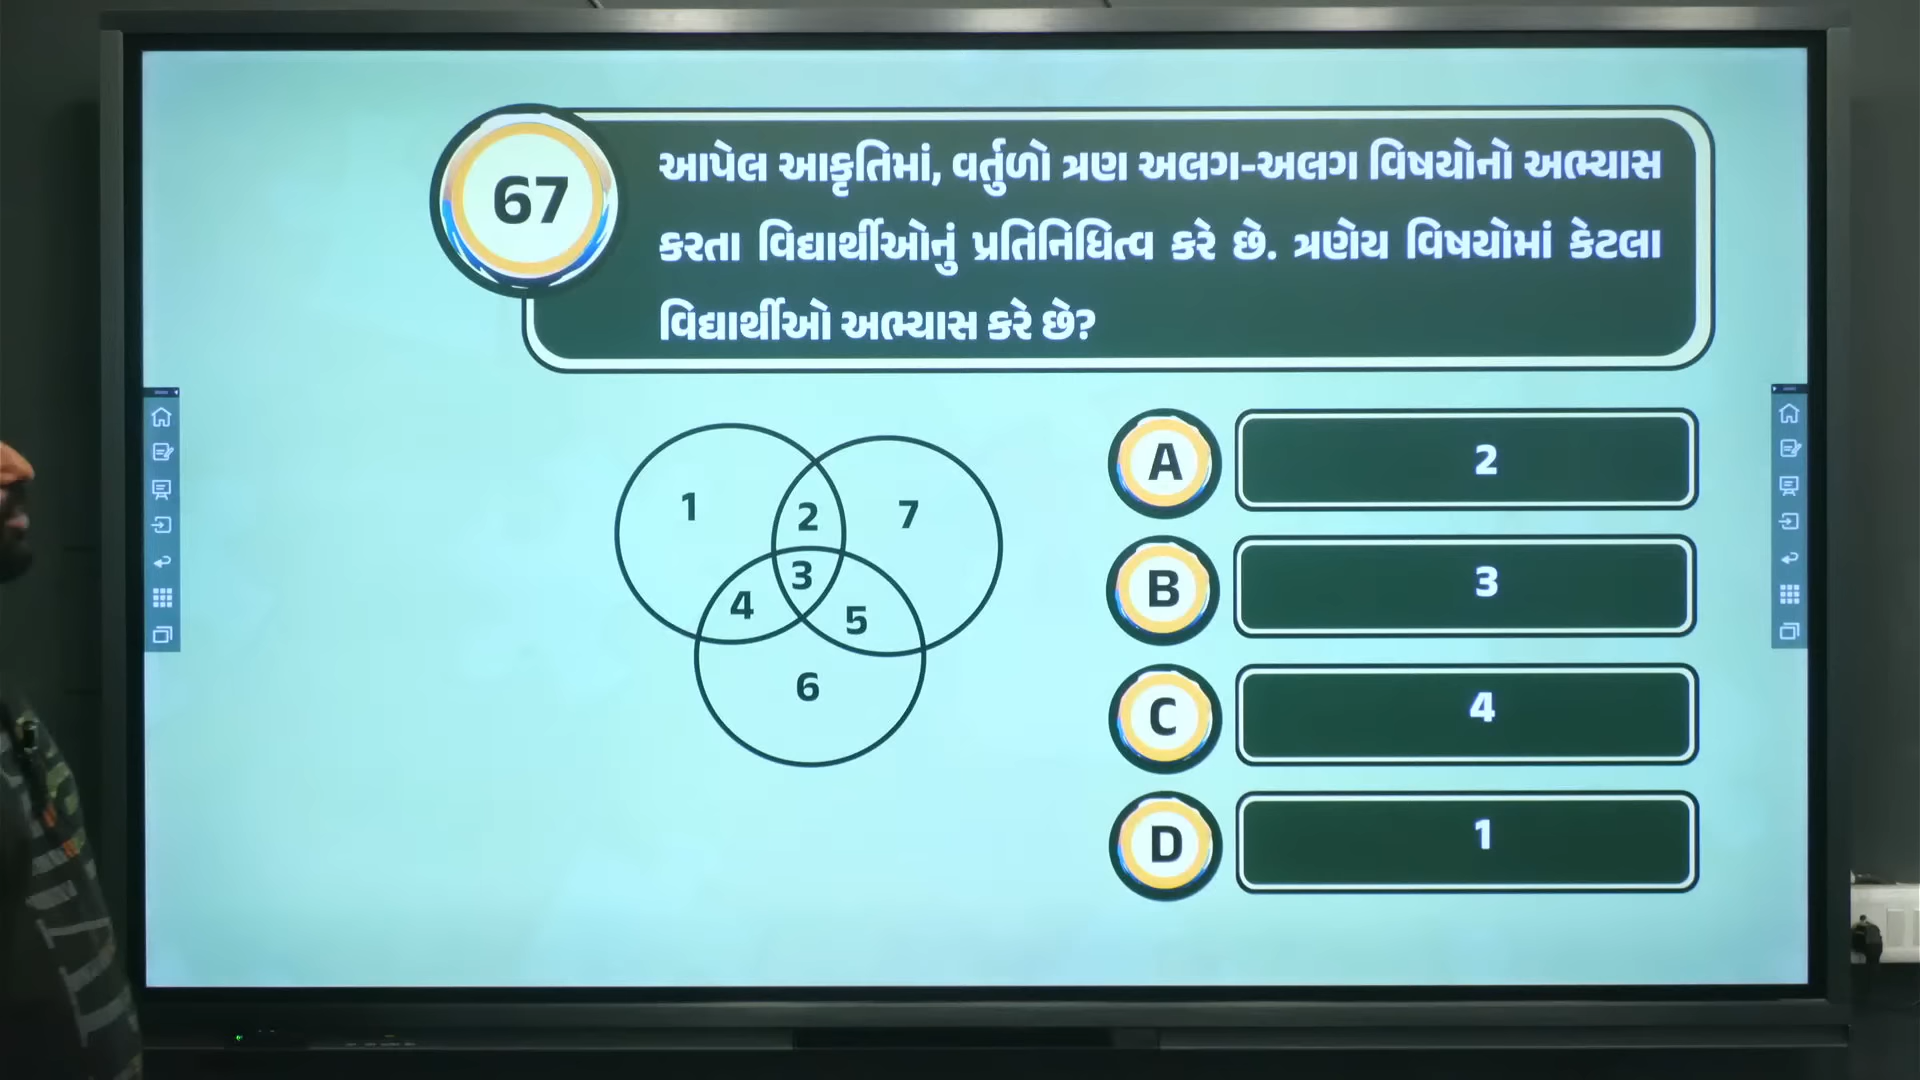 67
આપેલ આકૃતિમાં, વર્તુળો ત્રણ અલગ-અલગ વિષયોનો અભ્યાસ
કરતા વિદ્યાર્થીઓનું પ્રતિનિધિત્વ કરે છે. ત્રણેય વિષયોમાં કેટલા
વિદ્યાર્થીઓ અભ્યાસ કરે છે?
1
2
7
3
4
5
6
A 2
B 3
C 4
D 1